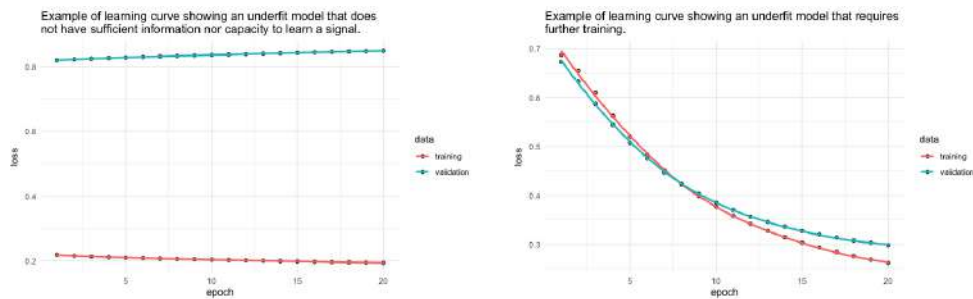 Example of learning curve showing an underfit model that does
not have sufficient information nor capacity to learn a signal.
0.8
0.6
0.4
0.2
loss
5
10
15
20
epoch
data
training
validation
Example of learning curve showing an underfit model that requires
further training.
0.7
0.6
0.5
0.4
0.3
loss
5
10
15
20
epoch
data
training
validation